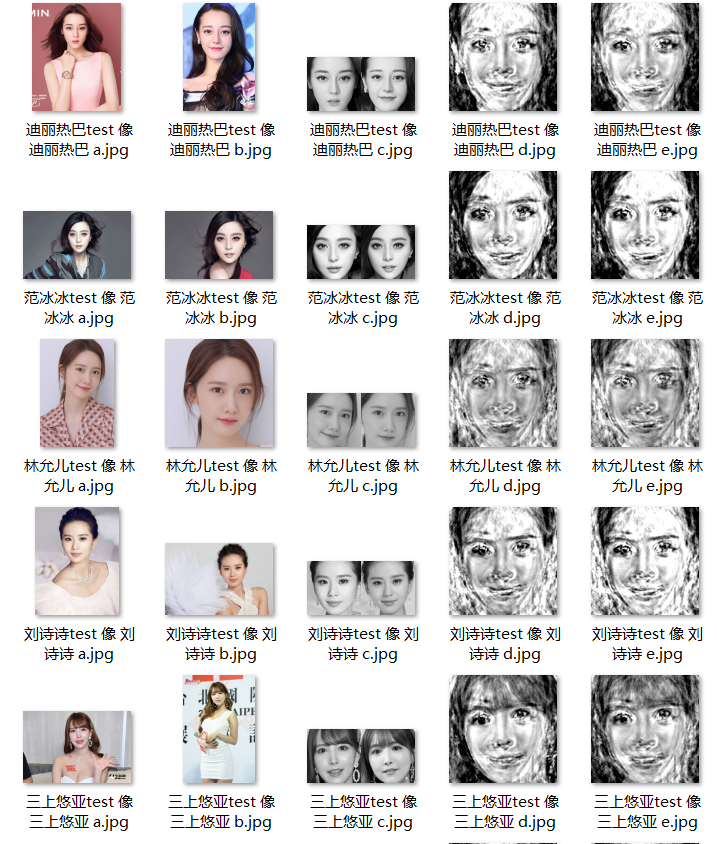 MIN
迪丽热巴test 像
迪丽热巴 a.jpg
迪丽热巴test 像
迪丽热巴 b.jpg
迪丽热巴test 像
迪丽热巴 c.jpg
迪丽热巴test 像
迪丽热巴 d.jpg
迪丽热巴test 像
迪丽热巴 e.jpg
范冰冰test 像 范
冰冰 a.jpg
范冰冰test 像 范
冰冰 b.jpg
范冰冰test 像 范
冰冰 c.jpg
范冰冰test 像 范
冰冰 d.jpg
范冰冰test 像 范
冰冰 e.jpg
林允儿test 像 林
允儿 a.jpg
林允儿test 像 林
允儿 b.jpg
林允儿test 像 林
允儿 c.jpg
林允儿test 像 林
允儿 d.jpg
林允儿test 像 林
允儿 e.jpg
刘诗诗test 像 刘
诗诗 a.jpg
刘诗诗test 像 刘
诗诗 b.jpg
刘诗诗test 像 刘
诗诗 c.jpg
刘诗诗test 像 刘
诗诗 d.jpg
刘诗诗test 像 刘
诗诗 e.jpg
三上悠亚test 像
三上悠亚 a.jpg
三上悠亚test 像
三上悠亚 b.jpg
三上悠亚test 像
三上悠亚 c.jpg
三上悠亚test 像
三上悠亚 d.jpg
三上悠亚test 像
三上悠亚 e.jpg